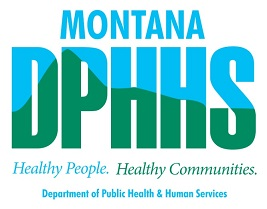 MONTANA
DPHHS
Healthy People. Healthy Communities.
Department of Public Health & Human Services